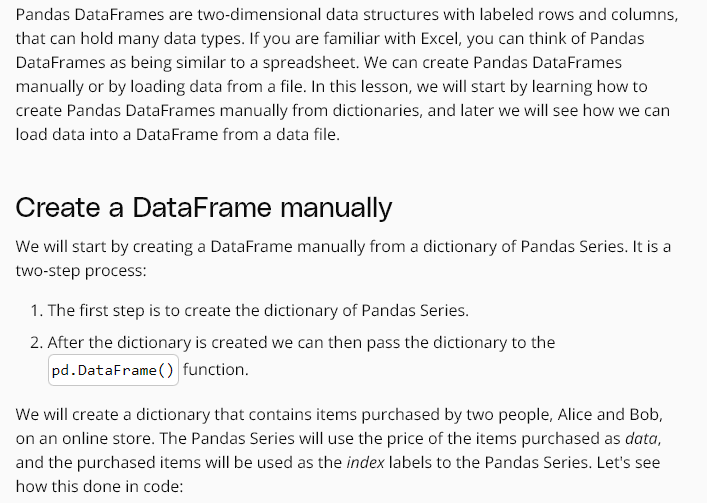 Pandas DataFrames are two-dimensional data structures with labeled rows and columns,
that can hold many data types. If you are familiar with Excel, you can think of Pandas
DataFrames as being similar to a spreadsheet. We can create Pandas DataFrames
manually or by loading data from a file. In this lesson, we will start by learning how to
create Pandas DataFrames manually from dictionaries, and later we will see how we can
load data into a DataFrame from a data file.
Create a DataFrame manually
We will start by creating a DataFrame manually from a dictionary of Pandas Series. It is a
two-step process:
1. The first step is to create the dictionary of Pandas Series.
2. After the dictionary is created we can then pass the dictionary to the
pd.DataFrame() function.
We will create a dictionary that contains items purchased by two people, Alice and Bob,
on an online store. The Pandas Series will use the price of the items purchased as data,
and the purchased items will be used as the index labels to the Pandas Series. Let's see
how this done in code: